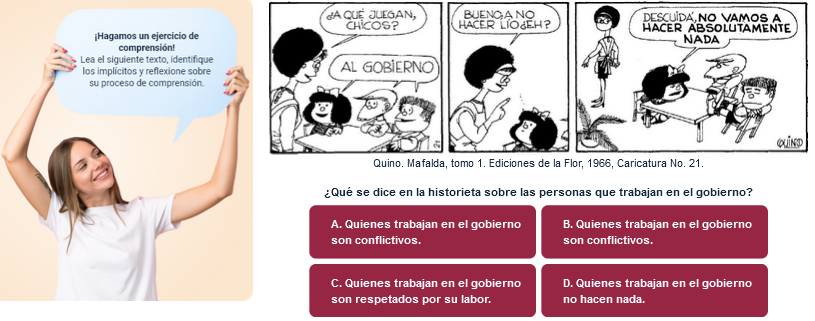 ¡Hagamos un ejercicio de
comprensión!
Lea el siguiente texto, identifique
los implícitos y reflexione sobre
su proceso de comprensión.
¿A QUÉ JUEGAN,
CHICOS?
AL GOBIERNO
BUENO, A NO
HACER LÍO ¿EH?
DESCUIDA, NO VAMOS A
HACER ABSOLUTAMENTE
NADA
QUINO
Quino. Mafalda, tomo 1. Ediciones de la Flor, 1966, Caricatura No. 21.
¿Qué se dice en la historieta sobre las personas que trabajan en el gobierno?
A. Quienes trabajan en el gobierno
son conflictivos.
B. Quienes trabajan en el gobierno
son conflictivos.
C. Quienes trabajan en el gobierno
son respetados por su labor.
D. Quienes trabajan en el gobierno
no hacen nada.